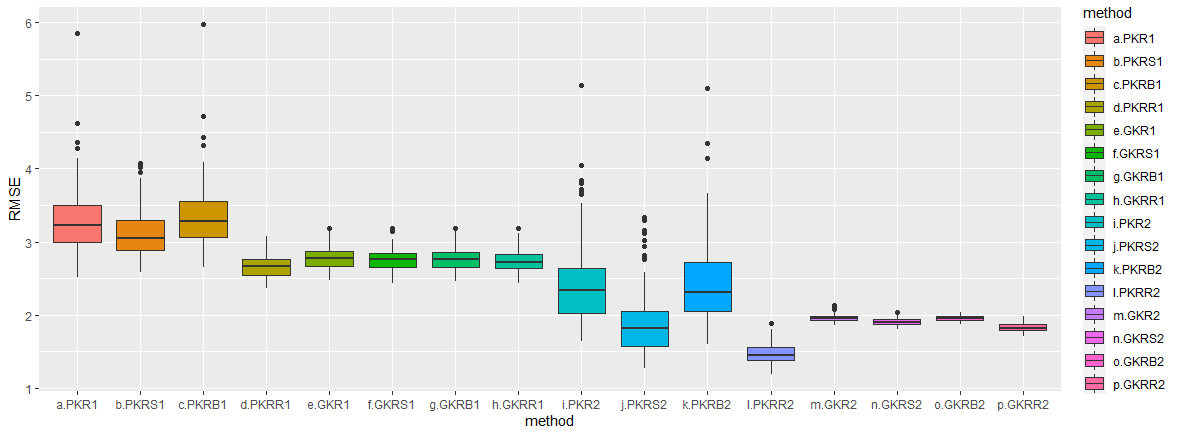 RMSE
6
5
4
3
2
1
a.PKR1 b.PKRS1 c.PKRB1 d.PKRR1 e.GKR1 f.GKRS1 g.GKRB1 h.GKRR1 i.PKR2 j.PKRS2 k.PKRB2 l.PKRR2 m.GKR2 n.GKRS2 o.GKRB2 p.GKRR2
method
method
a.PKR1
b.PKRS1
c.PKRB1
d.PKRR1
e.GKR1
f.GKRS1
g.GKRB1
h.GKRR1
i.PKR2
j.PKRS2
k.PKRB2
l.PKRR2
m.GKR2
n.GKRS2
o.GKRB2
p.GKRR2